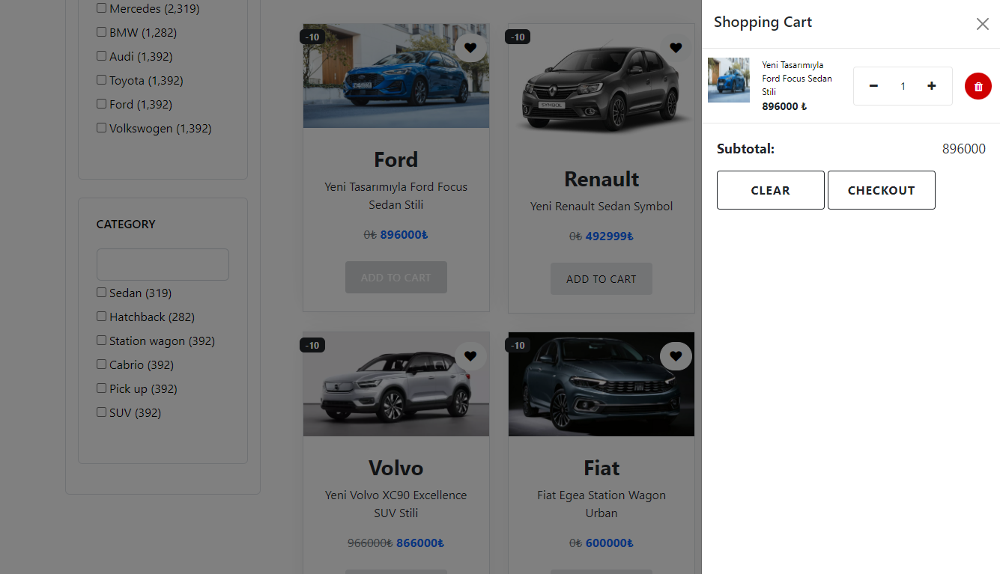 Mercedes (2,319)
BMW (1,282)
Audi (1,392)
Toyota (1,392)
Ford (1,392)
Volkswogen (1,392)
CATEGORY
Sedan (319)
Hatchback (282)
Station wagon (392)
Cabrio (392)
Pick up (392)
SUV (392)
-10
Ford
Yeni Tasarımıyla Ford Focus
Sedan Stili
0₺ 896000₺
ADD TO CART
-10
SYMBOL
Renault
Yeni Renault Sedan Symbol
0₺ 492999₺
ADD TO CART
-10
Volvo
Yeni Volvo XC90 Excellence
SUV Stili
966000₺ 866000₺
-10
Fiat
Fiat Egea Station Wagon
Urban
0₺ 600000₺
Shopping Cart
Yeni Tasarımıyla
Ford Focus Sedan
Stili
896000 ₺
1
Subtotal:
896000
CLEAR
CHECKOUT